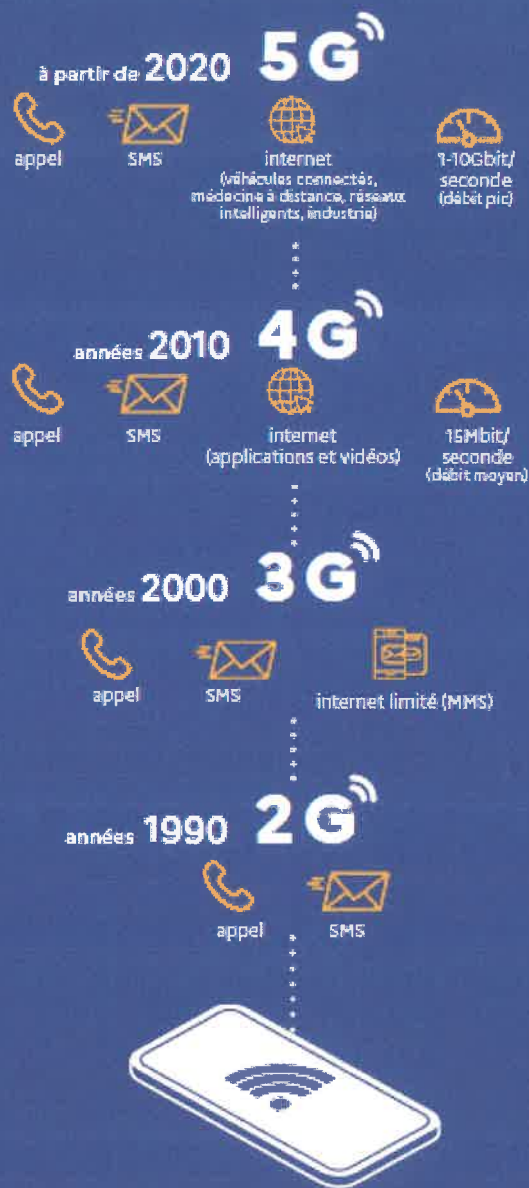 à partir de 2020 5G
appel
SMS
internet
(véhicules connectés,
médecine à distance, réseaux
intelligents, industrie)
1-10Gbit/
seconde
(débit pic)
années 2010 4G
appel
SMS
internet
(applications et vidéos)
15Mbit/
seconde
(débit moyen)
années 2000 3G
appel
SMS
internet limité (MMS)
années 1990 2G
appel
SMS